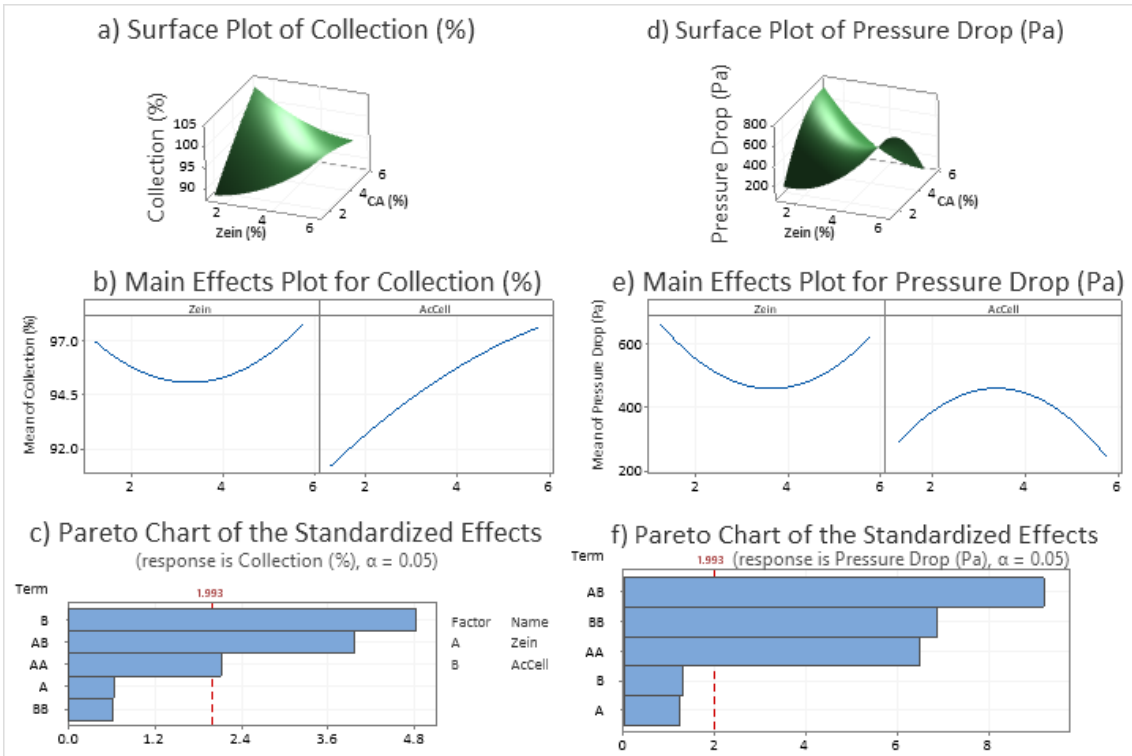 a) Surface Plot of Collection (%)
Collection (%)
105
100
95
90
2
4
6
Zein (%)
2
4
6
CA (%)
d) Surface Plot of Pressure Drop (Pa)
Pressure Drop (Pa)
800
600
400
200
2
4
6
Zein (%)
2
4
6
CA (%)
b) Main Effects Plot for Collection (%)
Zein
AcCell
Mean of Collection (%)
97.0
94.5
92.0
2
4
6
2
4
6
e) Main Effects Plot for Pressure Drop (Pa)
Zein
AcCell
Mean of Pressure Drop (Pa)
600
400
200
2
4
6
2
4
6
c) Pareto Chart of the Standardized Effects
(response is Collection (%), α = 0.05)
Term
1.993
B
AB
AA
A
BB
0.0
1.2
2.4
3.6
4.8
Factor Name
A Zein
B AcCell
f) Pareto Chart of the Standardized Effects
(response is Pressure Drop (Pa), α = 0.05)
Term
1.993
AB
BB
AA
B
A
0
2
4
6
8